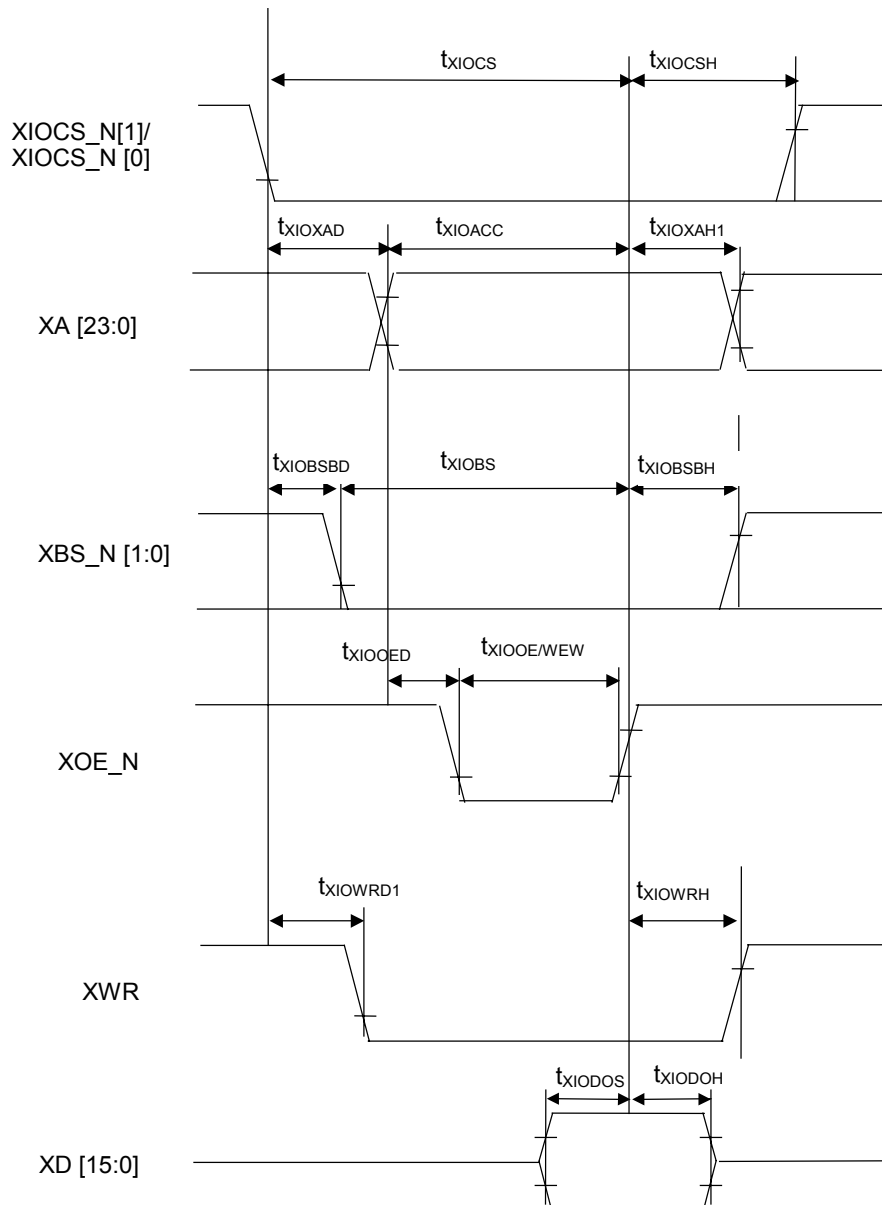 tXIOCS
tXIOCSH
XIOCS_N[1]/
XIOCS_N [0]
tXIOXAD
tXIOACC
tXIOXAH1
XA [23:0]
tXIOBSBD
tXIOBS
tXIOBSBH
XBS_N [1:0]
tXIOOED
tXIOOE/WEW
XOE_N
tXIOWRD1
tXIOWRH
XWR
tXIODOS
tXIODOH
XD [15:0]